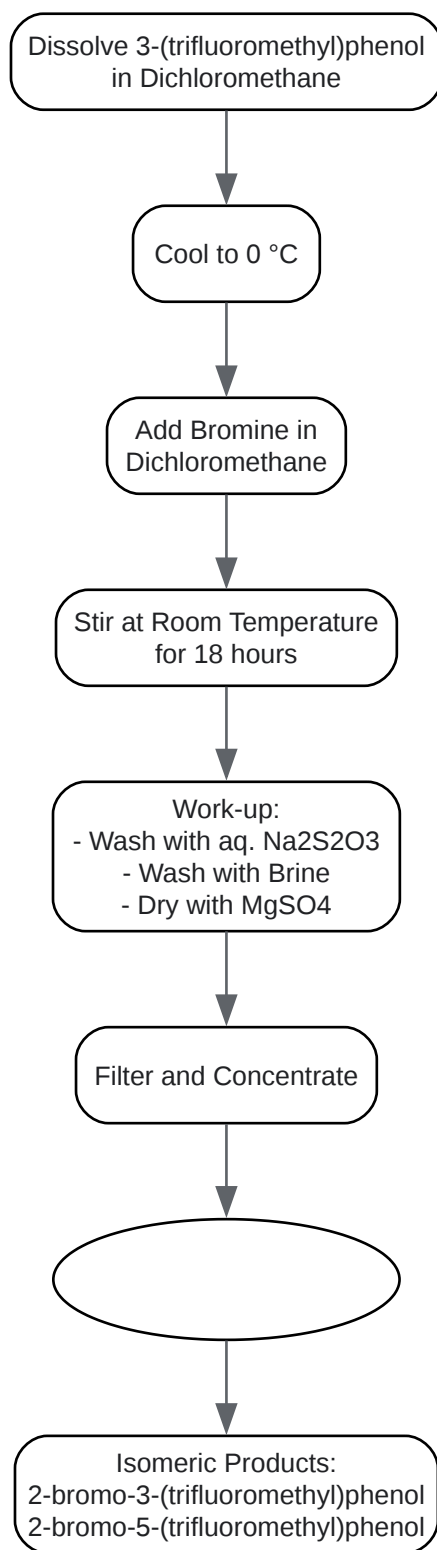 Dissolve 3-(trifluoromethyl)phenol
in Dichloromethane
Cool to 0 °C
Add Bromine in
Dichloromethane
Stir at Room Temperature
for 18 hours
Work-up:
- Wash with aq. Na2S2O3
- Wash with Brine
- Dry with MgSO4
Filter and Concentrate
Isomeric Products:
2-bromo-3-(trifluoromethyl)phenol
2-bromo-5-(trifluoromethyl)phenol